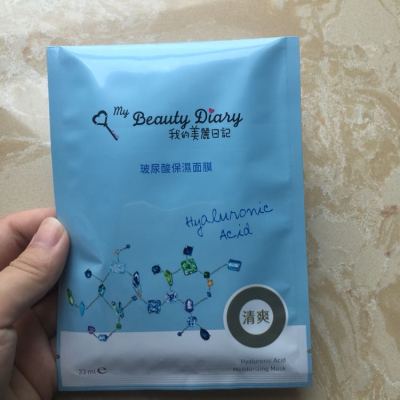 My Beauty Diary
我的美麗日記
玻尿酸保濕面膜
Hyaluronic
Acid
清爽
23 ml ℮
Hyaluronic Acid
Moisturizing Mask